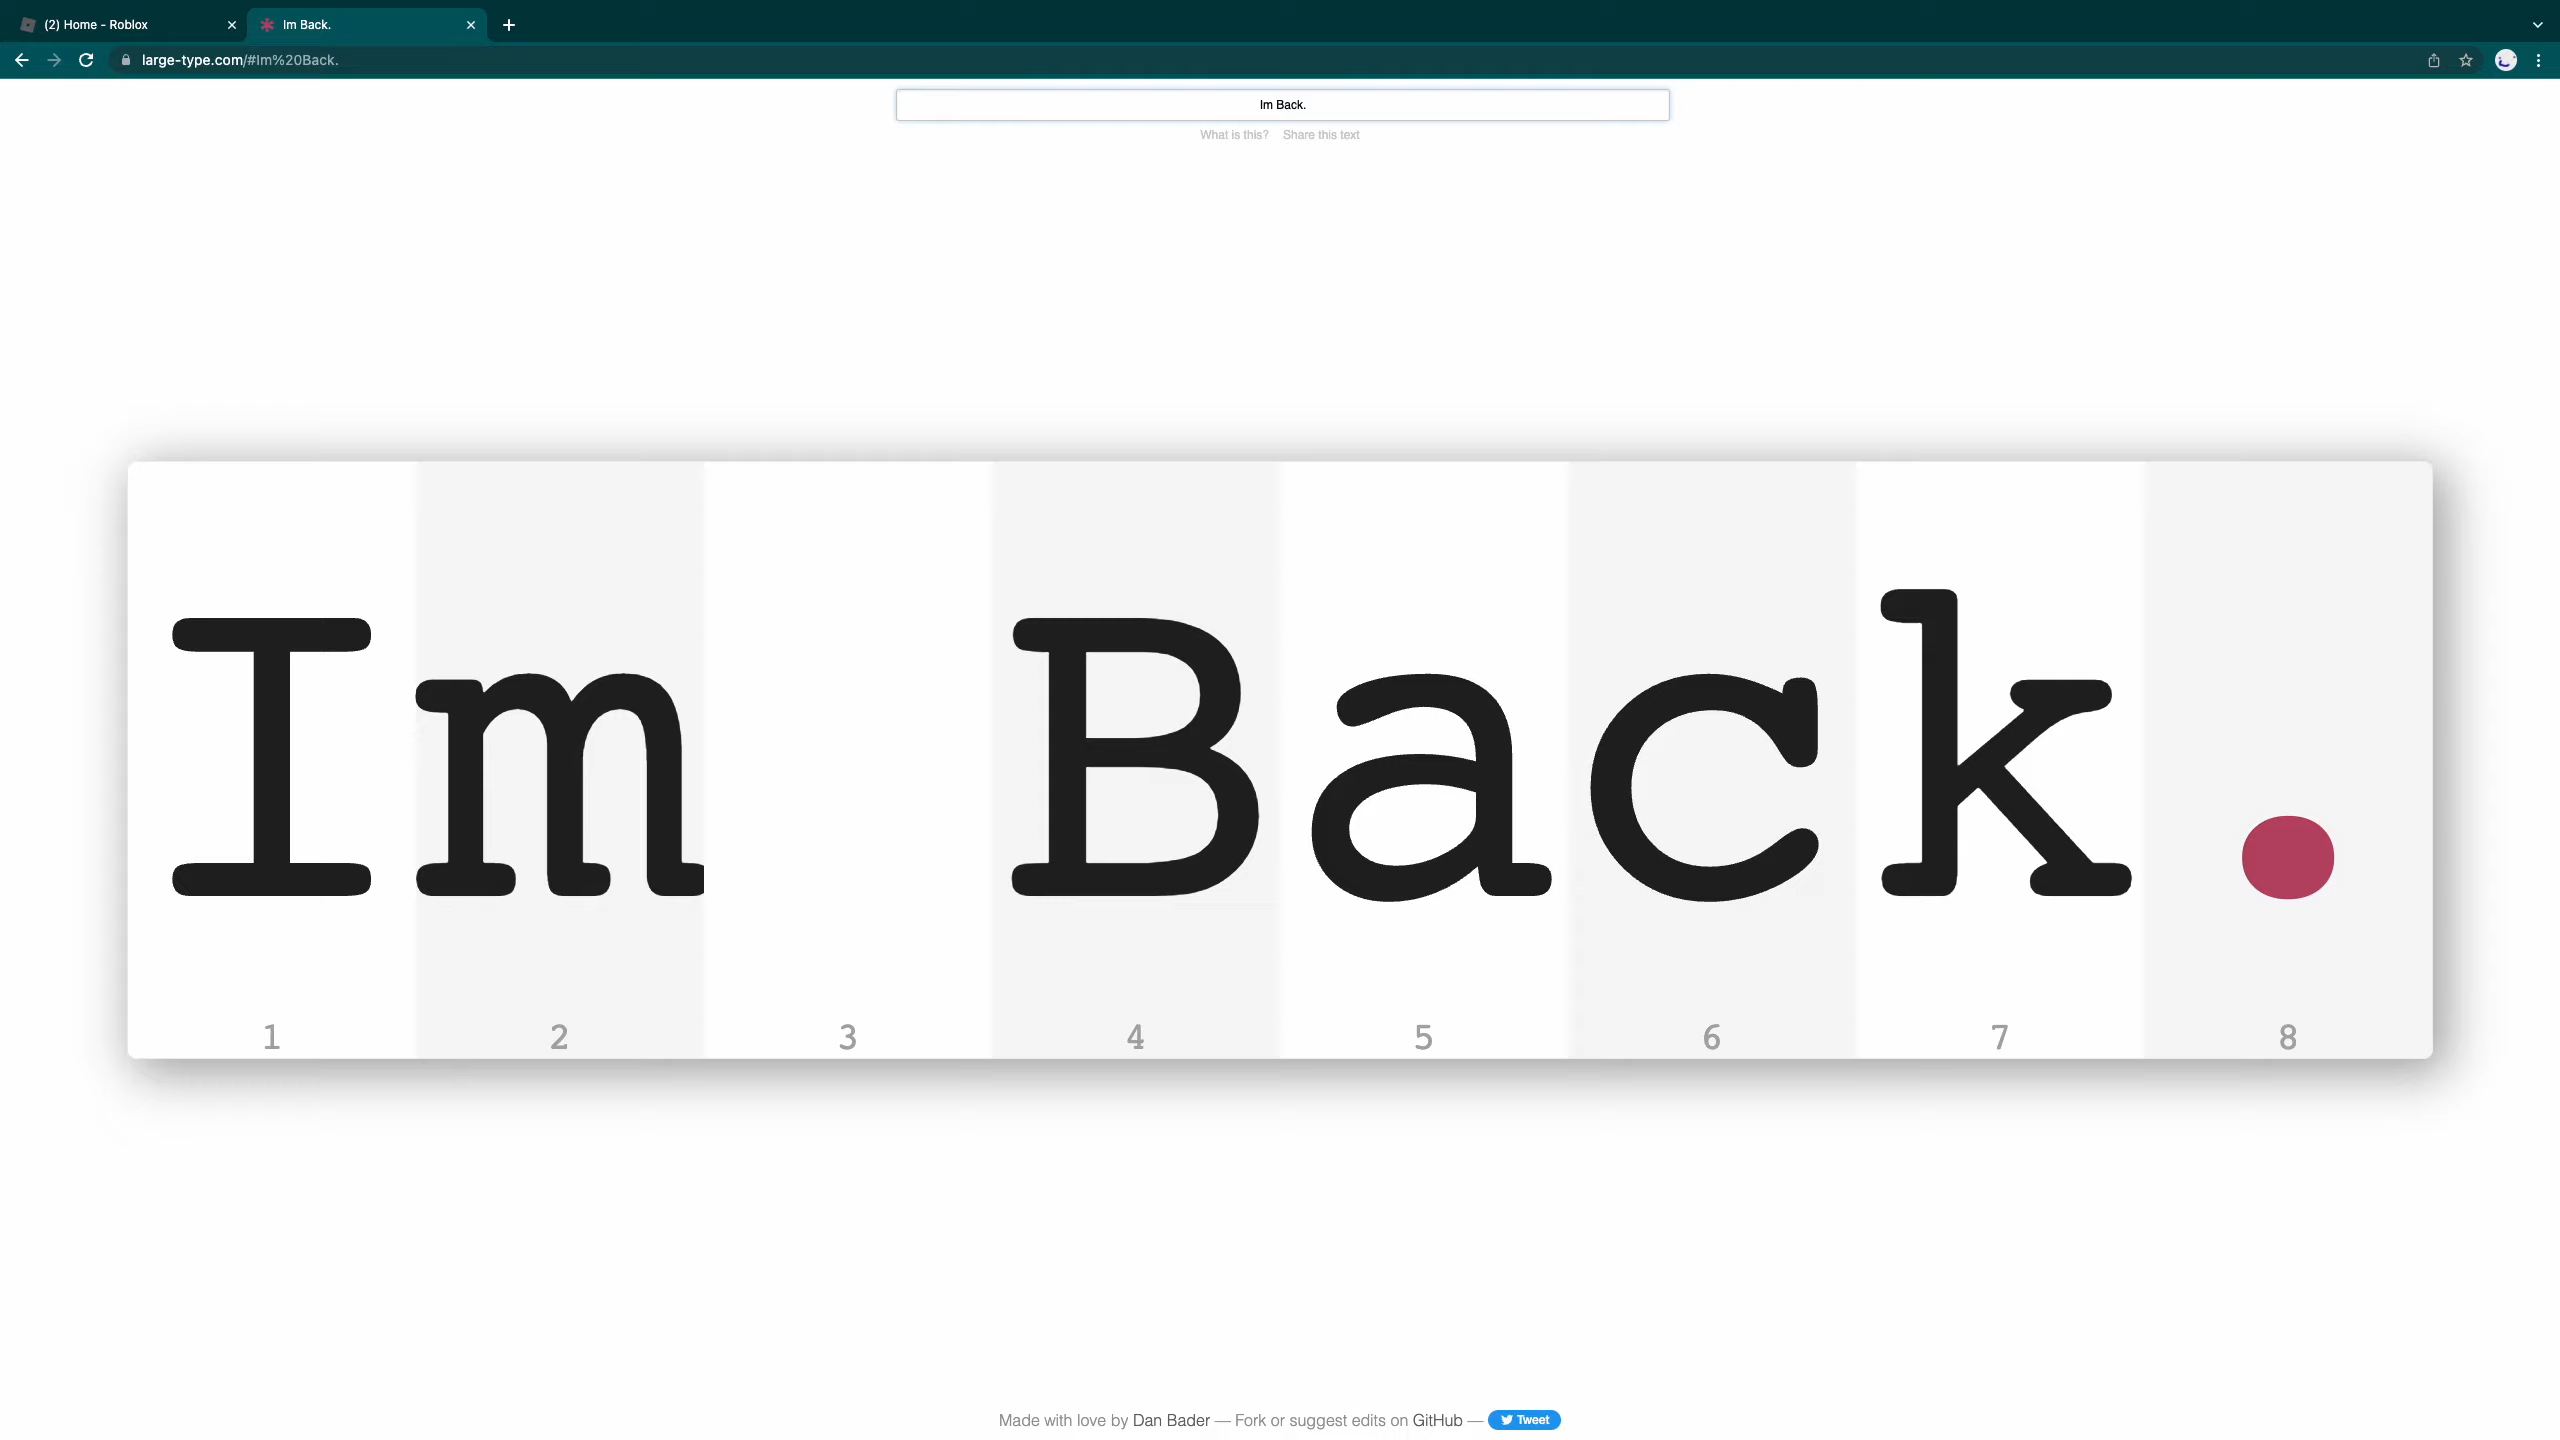 (2) Home - Roblox
Im Back.
large-type.com/#Im%20Back.
Im Back.
What is this? Share this text
Im Back.
1 2 3 4 5 6 7 8
Made with love by Dan Bader — Fork or suggest edits on GitHub — Tweet